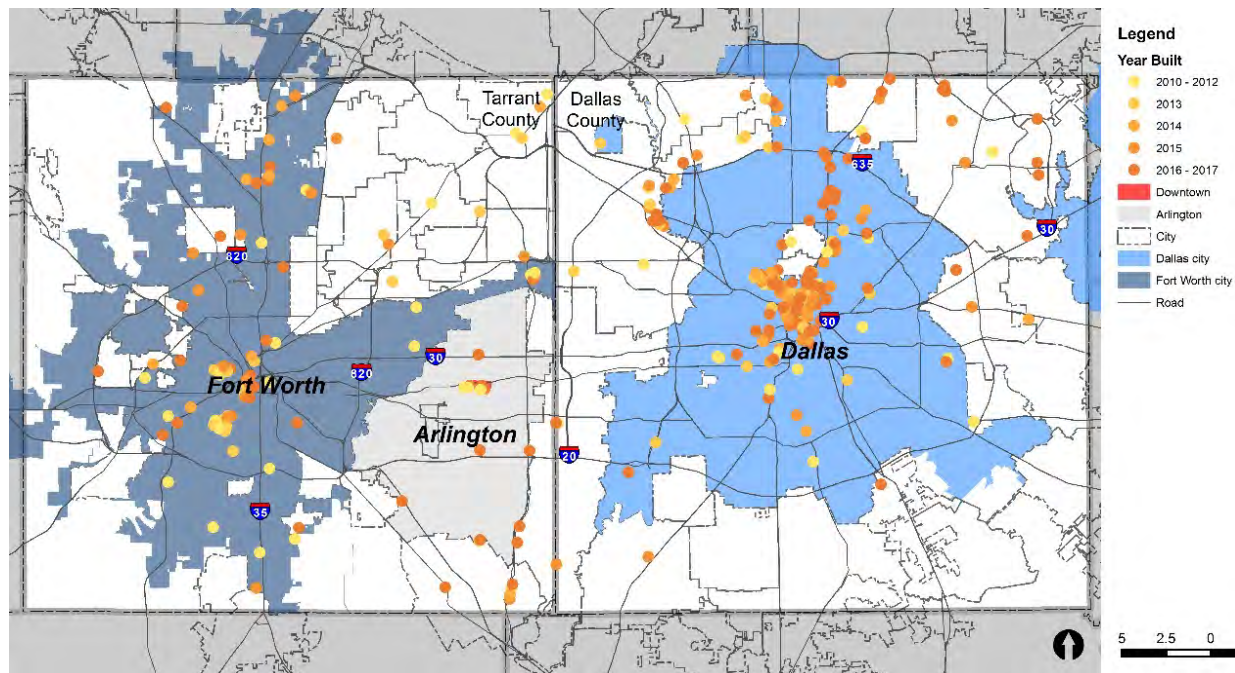 Tarrant
County
Dallas
County
635
30
820
30
30
820
Dallas
Fort Worth
Arlington
20
35
Legend
Year Built
2010 - 2012
2013
2014
2015
2016 - 2017
Downtown
Arlington
City
Dallas city
Fort Worth city
Road
5 2.5 0